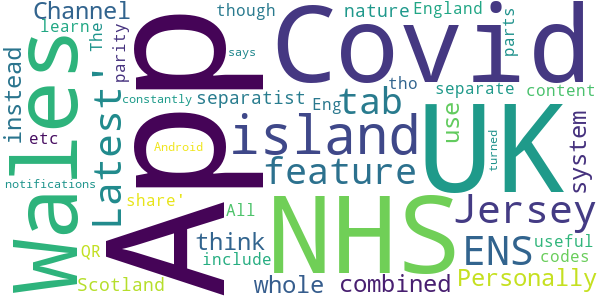 Channel
though
nature
England
Covid
learne
The
parity
says
parts
instead
Wales
App
Latest'
constantly
separatist
tho
separate
content
Eng
tab
UK
use
system
etc
Android
island
turned
feature
notifications
share'
All
NHS
Jersey
QR
think
include
ENS
useful
codes
Scotland
whole
combined
Personally